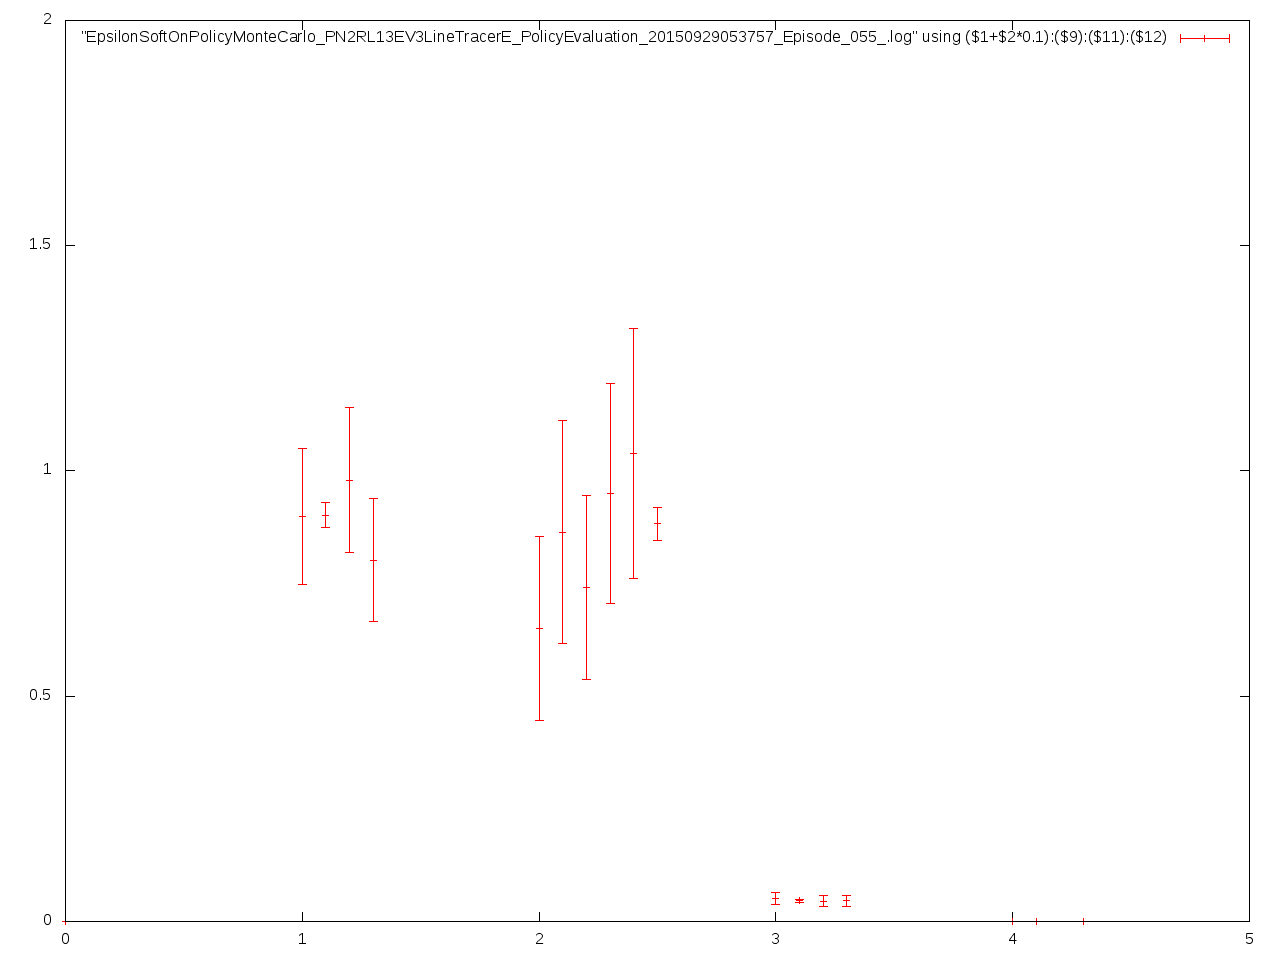 2
"EpsilonSoftOnPolicyMonteCarlo_PN2RL13EV3LineTracerE_PolicyEvaluation_20150929053757_Episode_055_.log" using ($1+$2*0.1):($9):($11):($12)
1.5
1
0.5
0
0 1 2 3 4 5